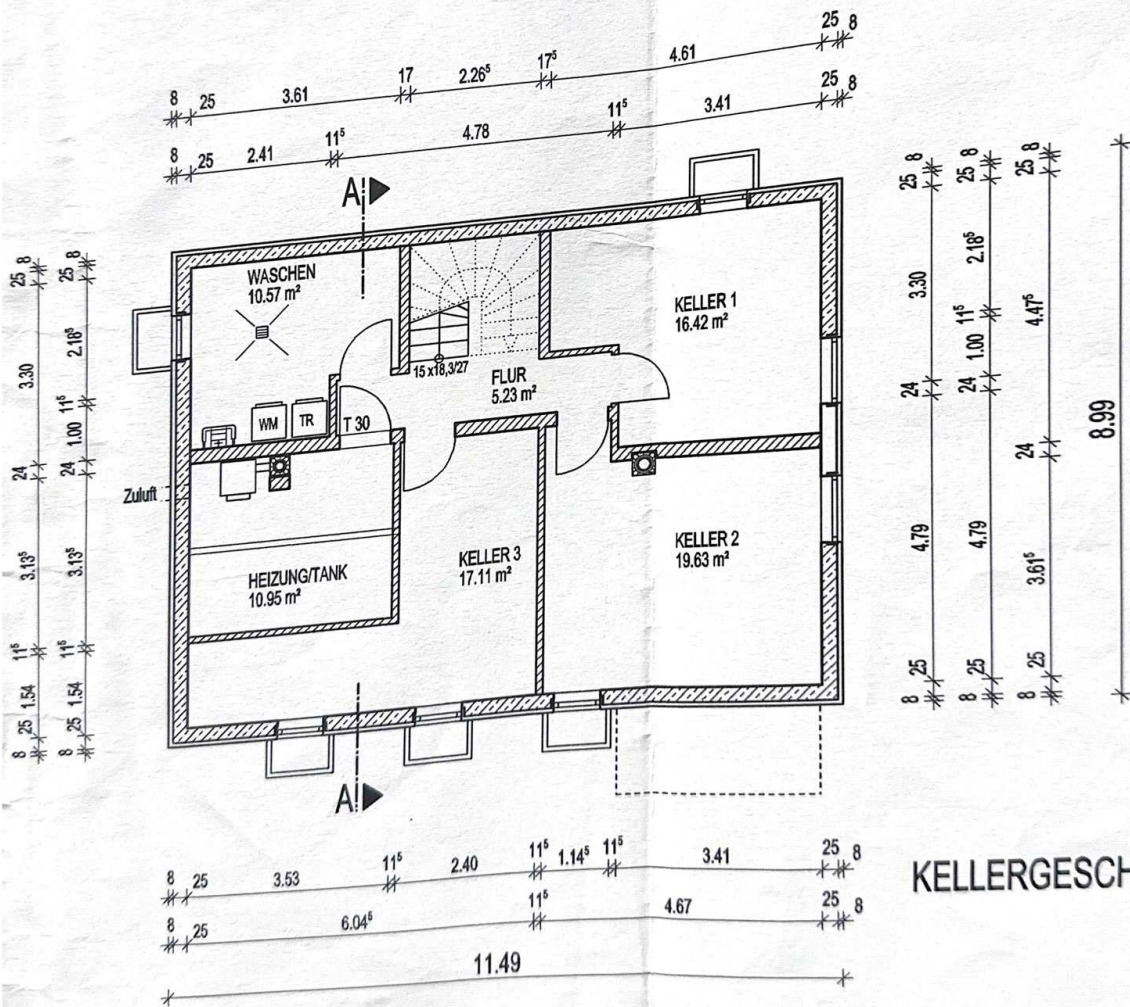 25 8
8 25 3.61 17 2.26⁵ 17⁵ 4.61
25 8
8 25 2.41 11⁵ 4.78 11⁵ 3.41
A
WASCHEN
10.57 m²
KELLER 1
16.42 m²
15 x18,3/27
FLUR
5.23 m²
WM
TR
T 30
Zuluft
KELLER 2
19.63 m²
KELLER 3
17.11 m²
HEIZUNG/TANK
10.95 m²
A
25 8
3.30
24
3.13⁵
11⁵
1.54
8 25
25 8
2.18⁵
11⁵
1.00
24
3.13⁵
11⁵
1.54
8 25
25 8
3.30
24
4.79
8 25
25 8
2.18⁵
11⁵
1.00
24
4.79
8 25
25 8
4.47⁵
24
3.61⁵
8 25
8.99
8 25 3.53 11⁵ 2.40 11⁵ 1.14⁵ 11⁵ 3.41 25 8
8 25 6.04⁵ 11⁵ 4.67 25 8
11.49
KELLERGESCH